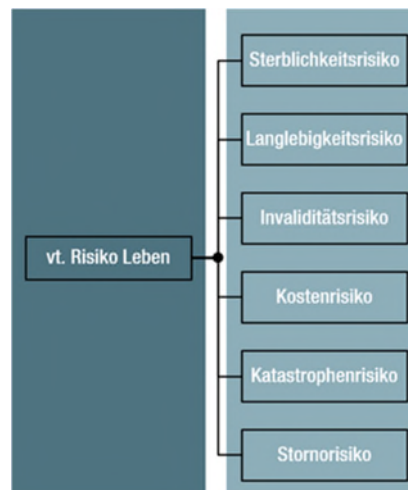 vt. Risiko Leben
Sterblichkeitsrisiko
Langlebigkeitsrisiko
Invaliditätsrisiko
Kostenrisiko
Katastrophenrisiko
Stornorisiko